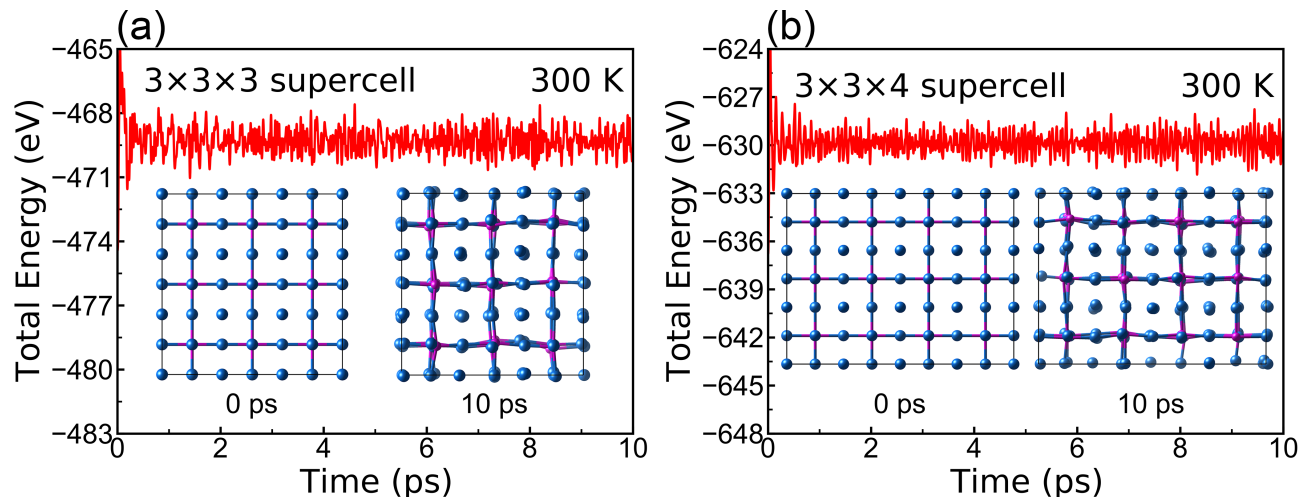 (a)
3×3×3 supercell 300 K
Total Energy (eV)
−465
−468
−471
−474
−477
−480
−483
0 ps 10 ps
0 2 4 6 8 10
Time (ps)
(b)
3×3×4 supercell 300 K
Total Energy (eV)
−624
−627
−630
−633
−636
−639
−642
−645
−648
0 ps 10 ps
0 2 4 6 8 10
Time (ps)